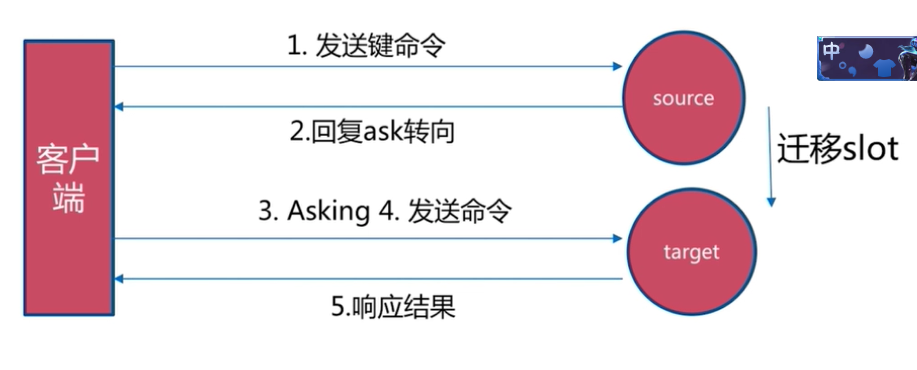 1. 发送键命令
中
source
2.回复ask转向
客户
端
迁移slot
3. Asking 4. 发送命令
target
5.响应结果